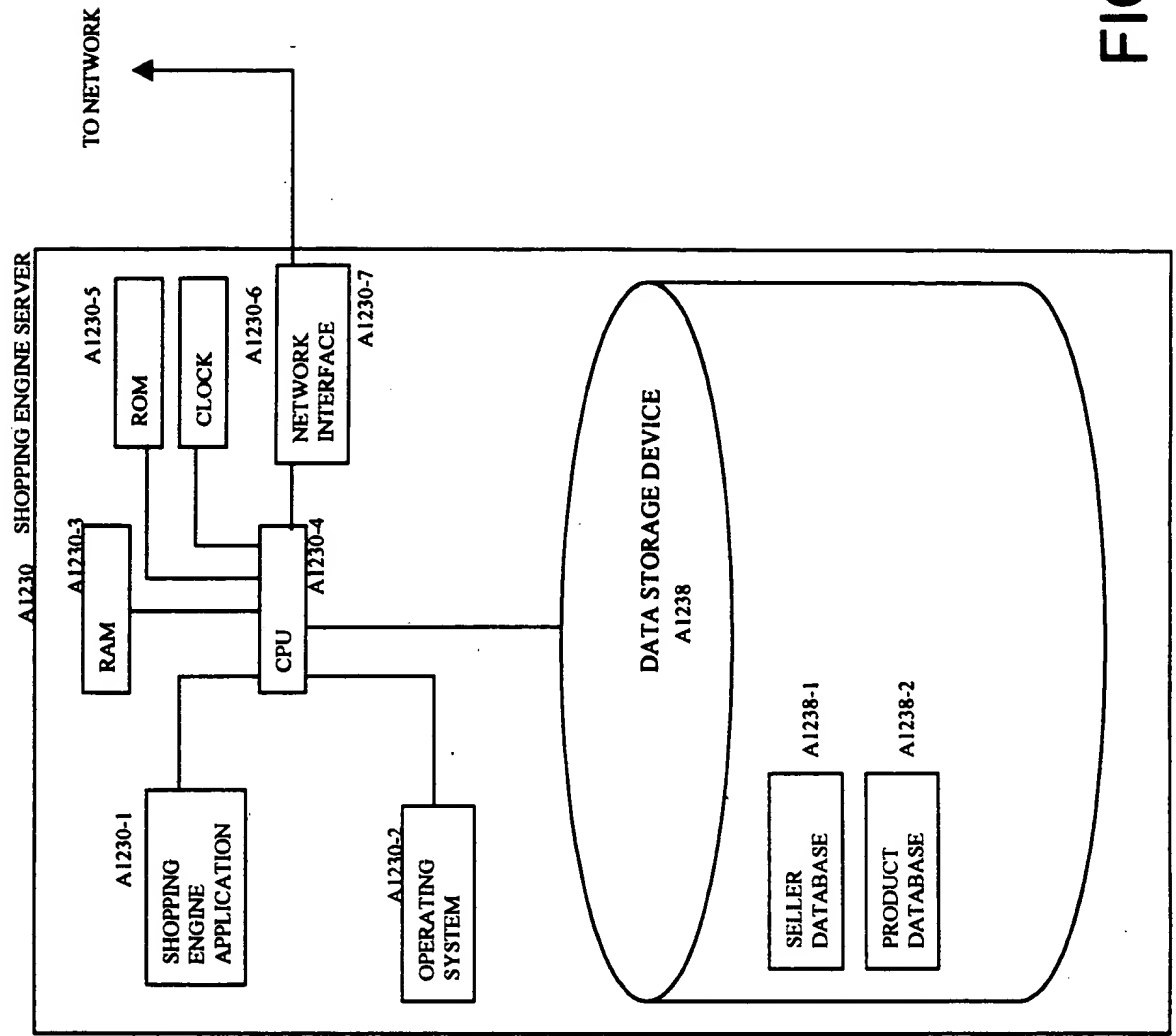 A1230 SHOPPING ENGINE SERVER
TO NETWORK
A1230-1
SHOPPING
ENGINE
APPLICATION
A1230-2
OPERATING
SYSTEM
A1230-3
RAM
A1230-4
CPU
A1230-5
ROM
A1230-6
CLOCK
A1230-7
NETWORK
INTERFACE
DATA STORAGE DEVICE
A1238
SELLER
DATABASE
A1238-1
PRODUCT
DATABASE
A1238-2